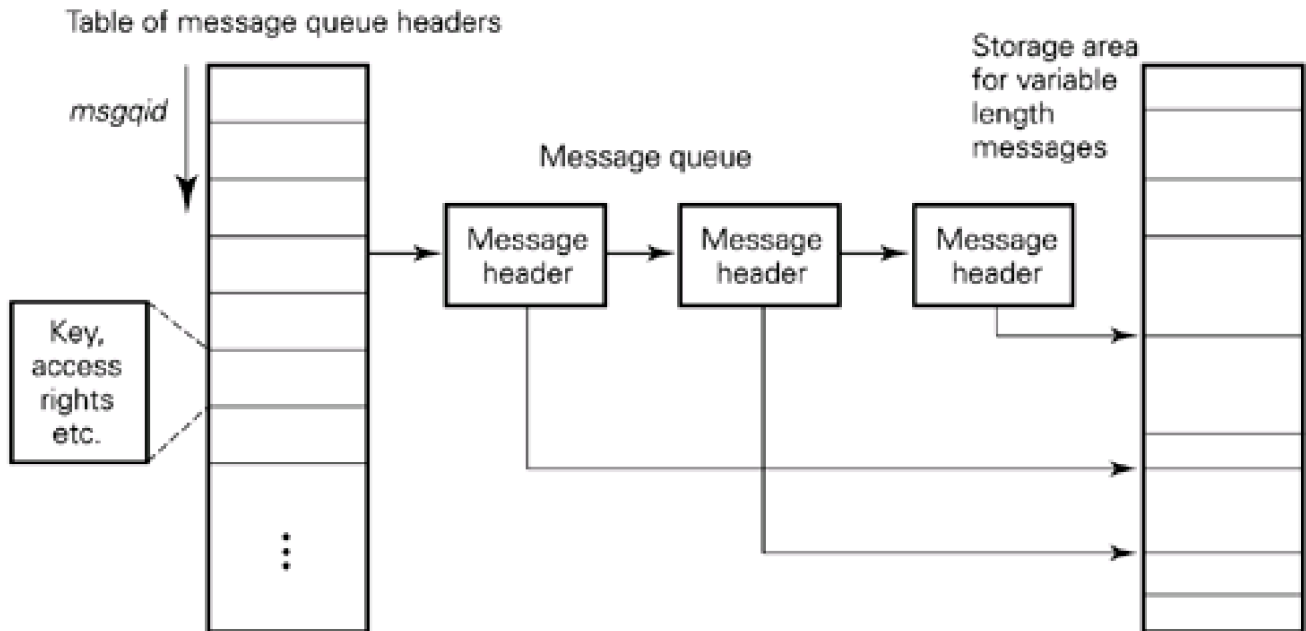 Table of message queue headers
msgqid
Storage area
for variable
length
messages
Message queue
Message
header
Message
header
Message
header
Key,
access
rights
etc.